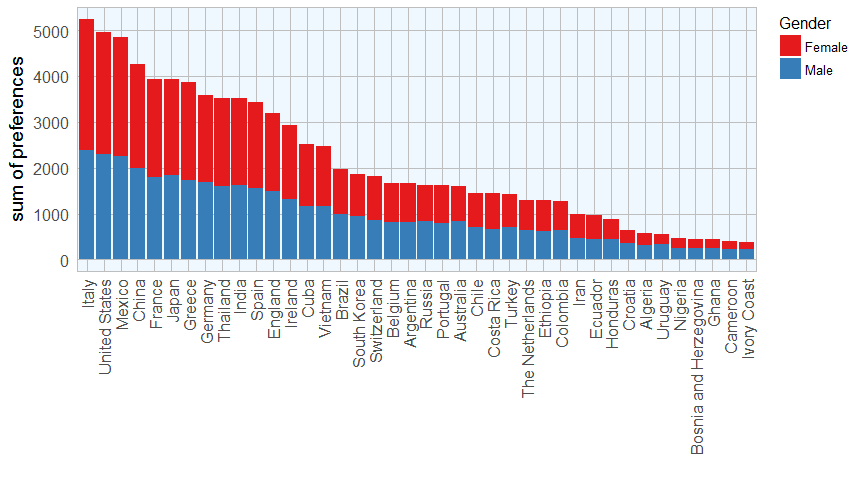 Gender
Female
Male
sum of preferences
5000
4000
3000
2000
1000
0
Italy
United States
Mexico
China
France
Japan
Greece
Germany
Thailand
India
Spain
England
Ireland
Cuba
Vietnam
Brazil
South Korea
Switzerland
Belgium
Argentina
Russia
Portugal
Australia
Chile
Costa Rica
Turkey
The Netherlands
Ethiopia
Colombia
Iran
Ecuador
Honduras
Croatia
Algeria
Uruguay
Nigeria
Bosnia and Herzegovina
Ghana
Cameroon
Ivory Coast